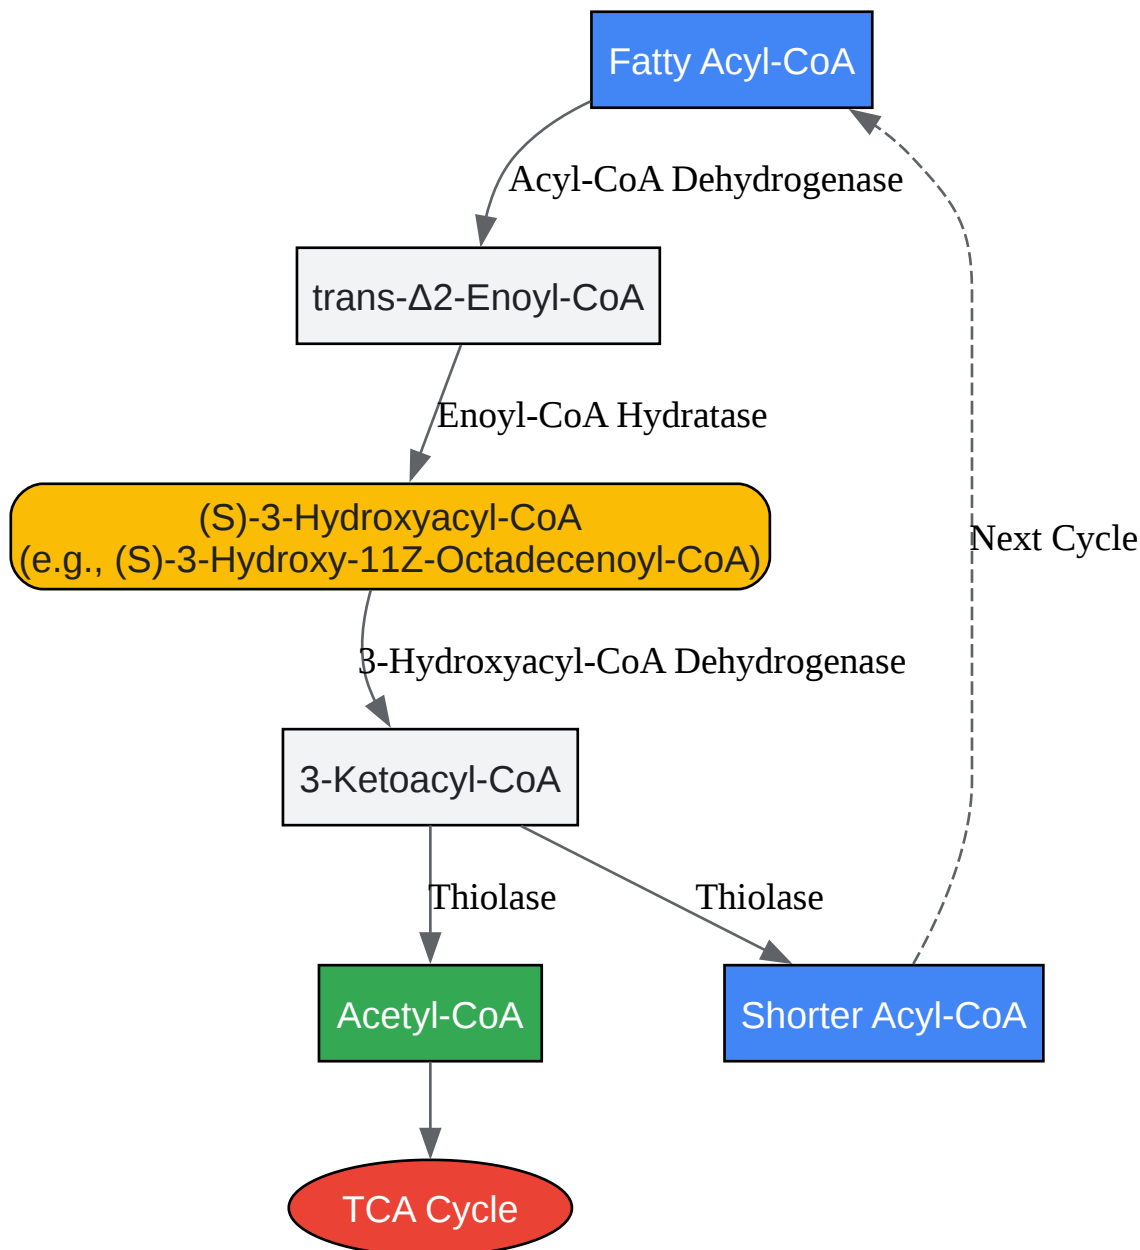 Fatty Acyl-CoA
Acyl-CoA Dehydrogenase
trans-Δ2-Enoyl-CoA
Enoyl-CoA Hydratase
(S)-3-Hydroxyacyl-CoA
(e.g., (S)-3-Hydroxy-11Z-Octadecenoyl-CoA)
Next Cycle
3-Hydroxyacyl-CoA Dehydrogenase
3-Ketoacyl-CoA
Thiolase
Thiolase
Acetyl-CoA
Shorter Acyl-CoA
TCA Cycle